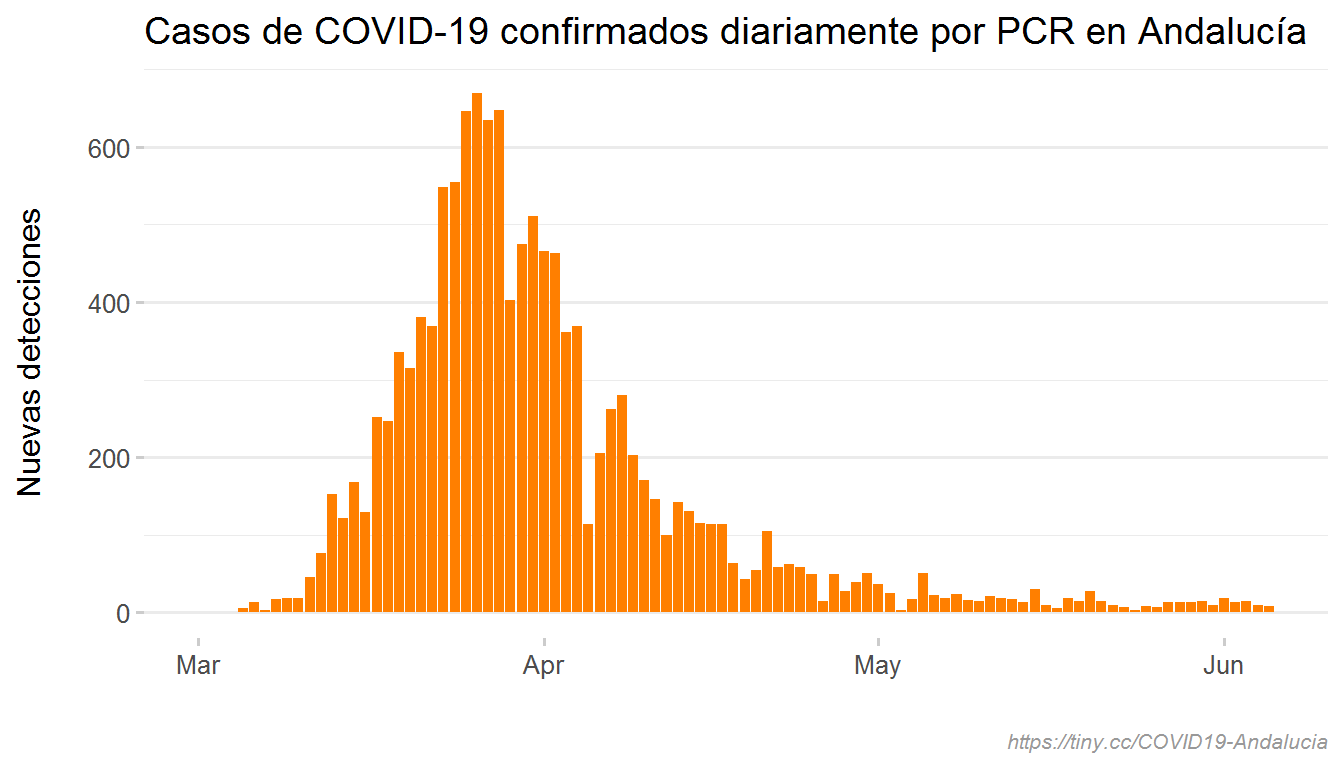 Casos de COVID-19 confirmados diariamente por PCR en Andalucía
Nuevas detecciones
600
400
200
0
Mar Apr May Jun
https://tiny.cc/COVID19-Andalucia